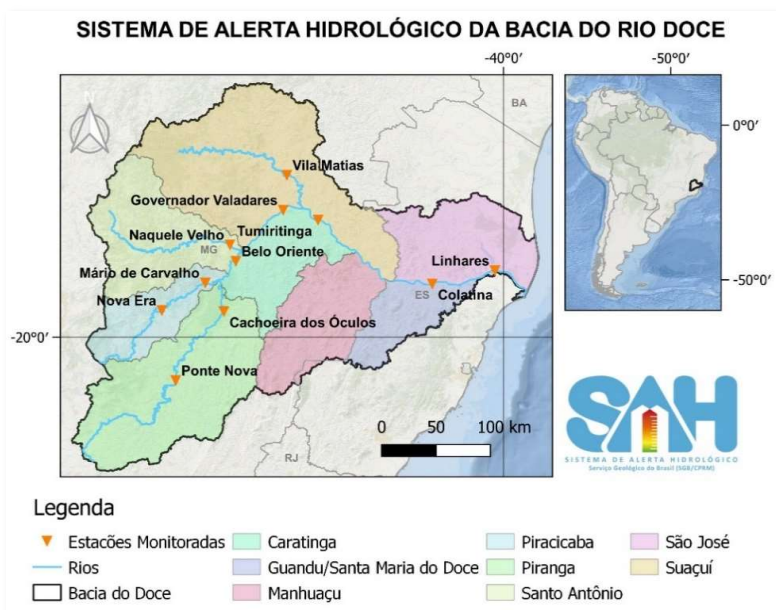 SISTEMA DE ALERTA HIDROLÓGICO DA BACIA DO RIO DOCE
-40°0'
-50°0'
BA
0°0'
Vila Matias
Governador Valadares
Naquele Velho
Tumiritinga
MG
Belo Oriente
Linhares
Mário de Carvalho
-50°0'
Nova Era
ES
Colatina
Cachoeira dos Óculos
-20°0'
Ponte Nova
0 50 100 km
RJ
SAH
SISTEMA DE ALERTA HIDROLÓGICO
Serviço Geológico do Brasil (SGB/CPRM)
Legenda
Estacões Monitoradas
Caratinga
Piracicaba
São José
Rios
Guandu/Santa Maria do Doce
Piranga
Suaçuí
Bacia do Doce
Manhuaçu
Santo Antônio